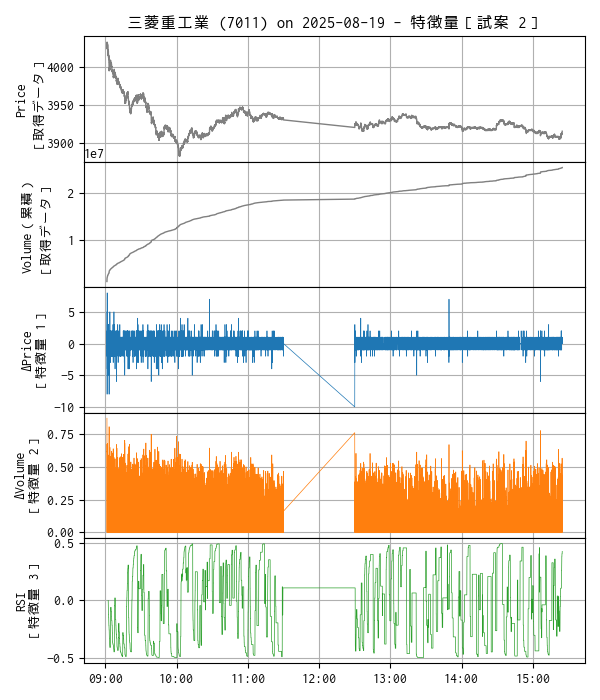 三菱重工業 (7011) on 2025-08-19 - 特徴量 [ 試案 2 ]
Price
[ 取得データ ]
4000
3950
3900
1e7
Volume ( 累積 )
[ 取得データ ]
2
1
ΔPrice
[ 特徴量 1 ]
5
0
−5
−10
ΔVolume
[ 特徴量 2 ]
0.75
0.50
0.25
0.00
RSI
[ 特徴量 3 ]
0.5
0.0
−0.5
09:00 10:00 11:00 12:00 13:00 14:00 15:00